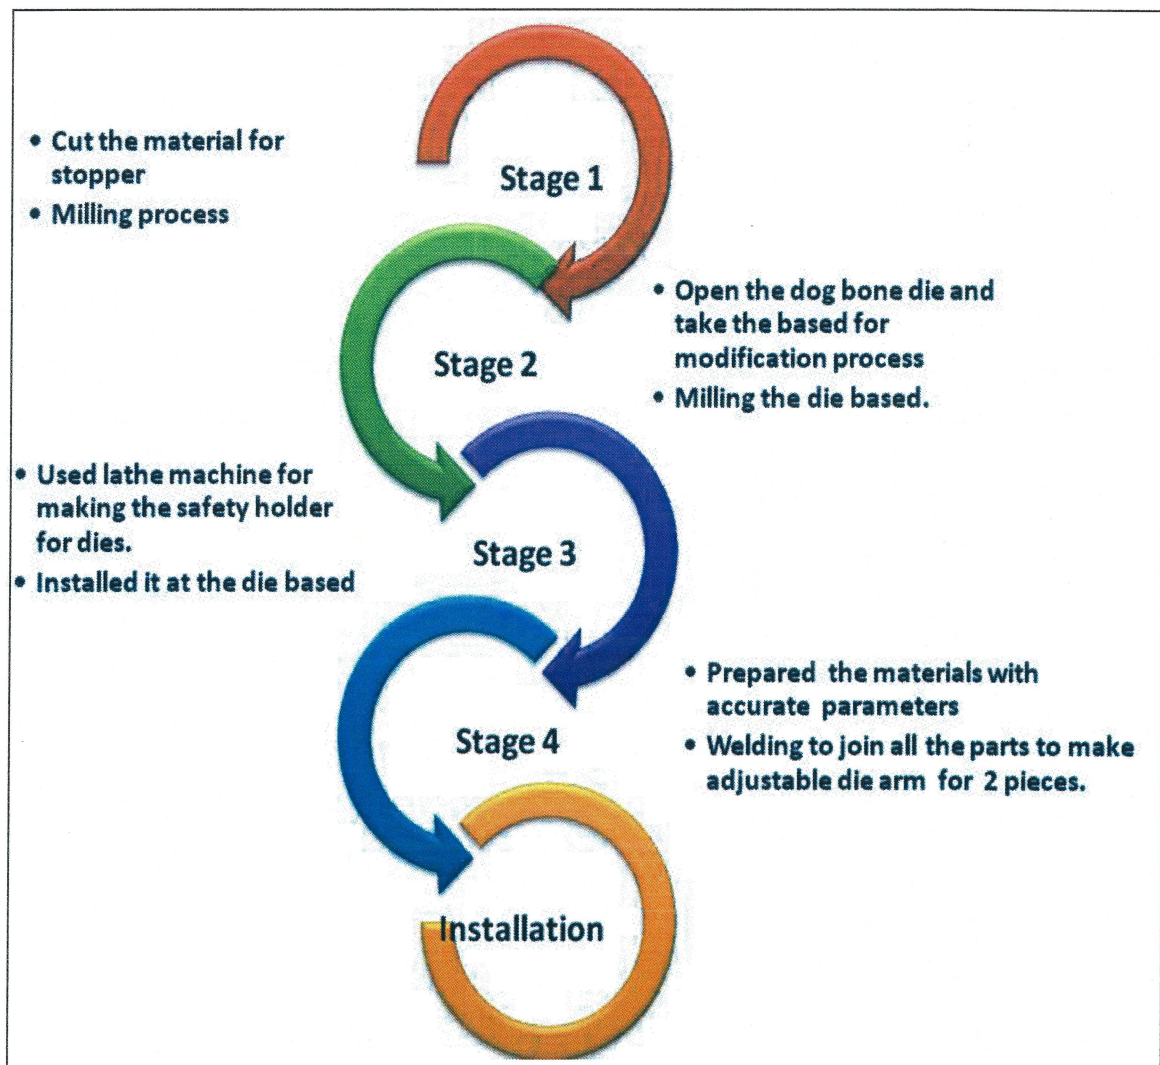 • Cut the material for
stopper
• Milling process
Stage 1
• Open the dog bone die and
take the based for
modification process
• Milling the die based.
Stage 2
• Used lathe machine for
making the safety holder
for dies.
• Installed it at the die based
Stage 3
• Prepared the materials with
accurate parameters
• Welding to join all the parts to make
adjustable die arm for 2 pieces.
Stage 4
Installation